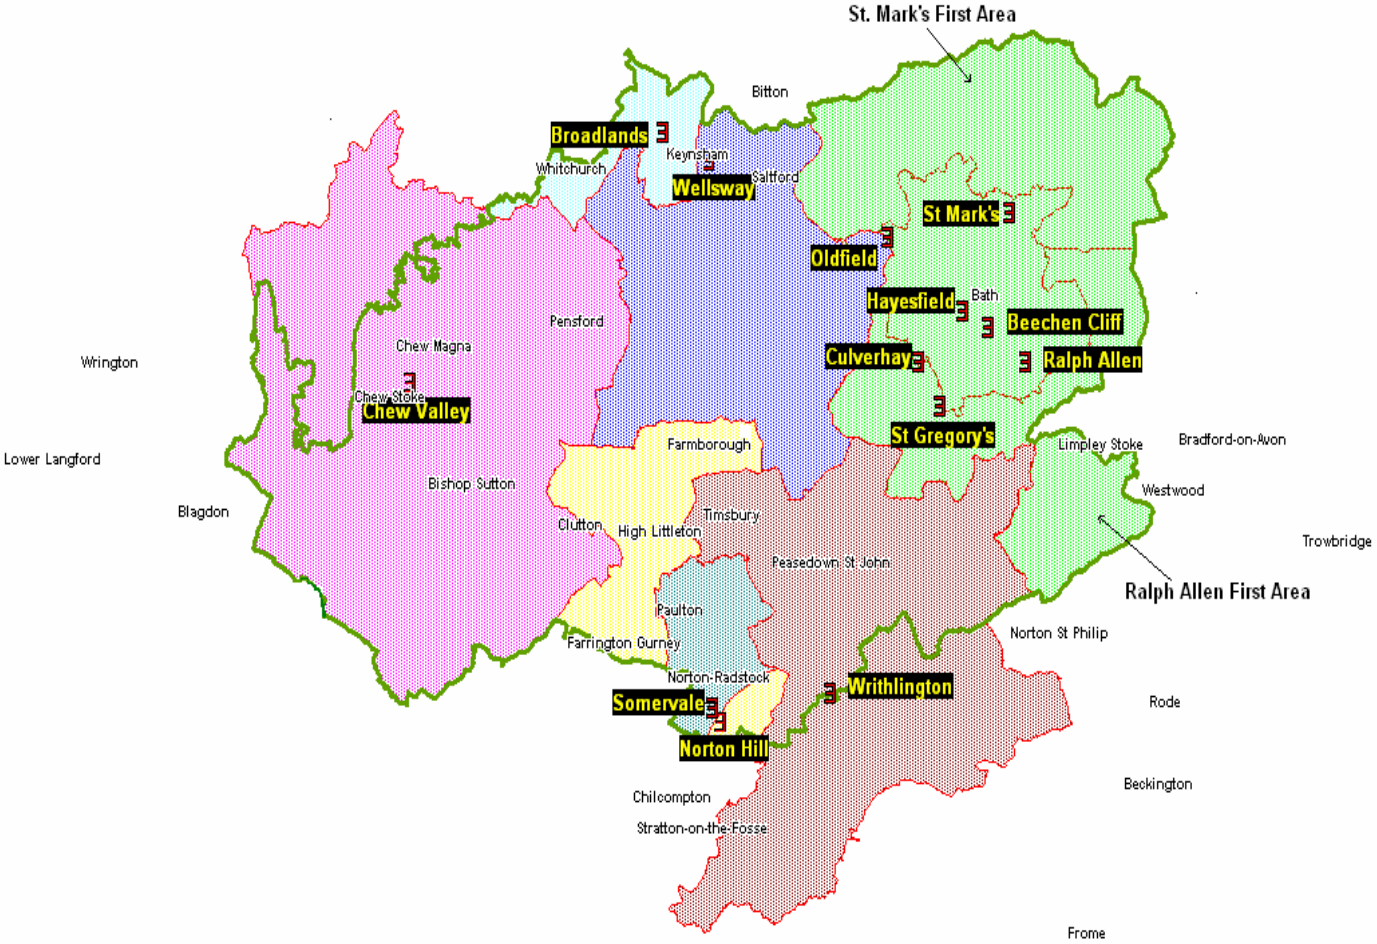 St. Mark's First Area
Bitton
Broadlands
Keynsham
Whitchurch
Wellsway
Saltford
St Mark's
Oldfield
Hayesfield
Bath
Beechen Cliff
Pensford
Chew Magna
Culverhay
Ralph Allen
Wrington
Chew Stoke
Chew Valley
St Gregory's
Farmborough
Limpley Stoke
Bradford-on-Avon
Lower Langford
Bishop Sutton
Westwood
Blagdon
Timsbury
Clutton
High Littleton
Trowbridge
Peasedown St John
Ralph Allen First Area
Paulton
Norton St Philip
Farrington Gurney
Norton-Radstock
Writhlington
Somervale
Rode
Norton Hill
Beckington
Chilcompton
Stratton-on-the-Fosse
Frome